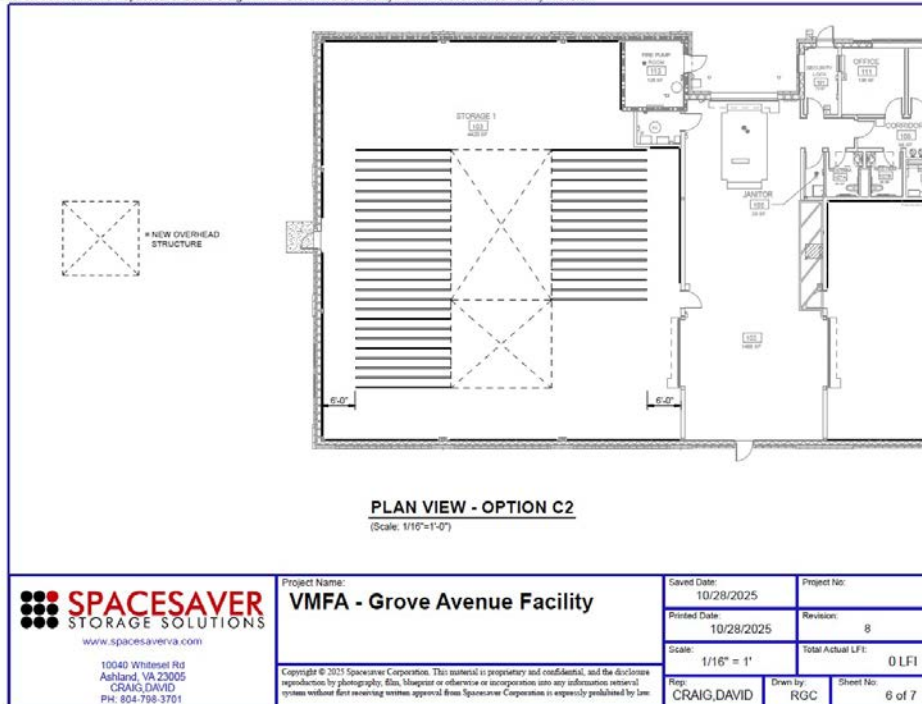 FIRE PUMP
ROOM
113
STORAGE 1
103
OFFICE
111
SECURITY
CORRIDOR
JANITOR
= NEW OVERHEAD
STRUCTURE
6'-0"
6'-0"
PLAN VIEW - OPTION C2
(Scale: 1/16"=1'-0")
SPACESAVER
STORAGE SOLUTIONS
www.spacesaverva.com
10040 Whitesel Rd
Ashland, VA 23005
CRAIG,DAVID
PH: 804-798-3701
Project Name:
VMFA - Grove Avenue Facility
Copyright © 2025 Spacesaver Corporation. This material is proprietary and confidential, and the disclosure
reproduction by photography, film, blueprint or otherwise or incorporation into any information retrieval
system without first receiving written approval from Spacesaver Corporation is expressly prohibited by law.
Saved Date:
10/28/2025
Project No:
Printed Date:
10/28/2025
Revision:
8
Scale:
1/16" = 1'
Total Actual LFI:
0 LFI
Rep:
CRAIG,DAVID
Drwn by:
RGC
Sheet No:
6 of 7